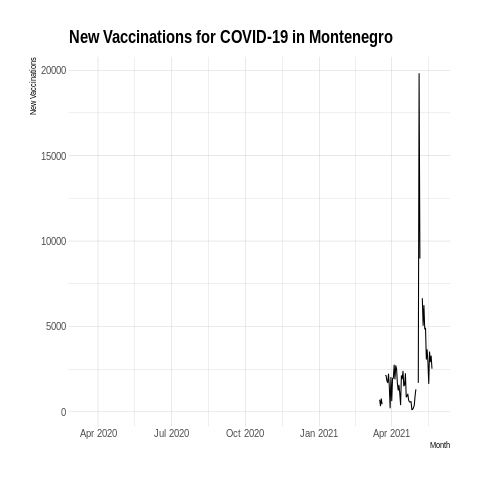 New Vaccinations for COVID-19 in Montenegro
New Vaccinations
20000
15000
10000
5000
0
Apr 2020 Jul 2020 Oct 2020 Jan 2021 Apr 2021
Month